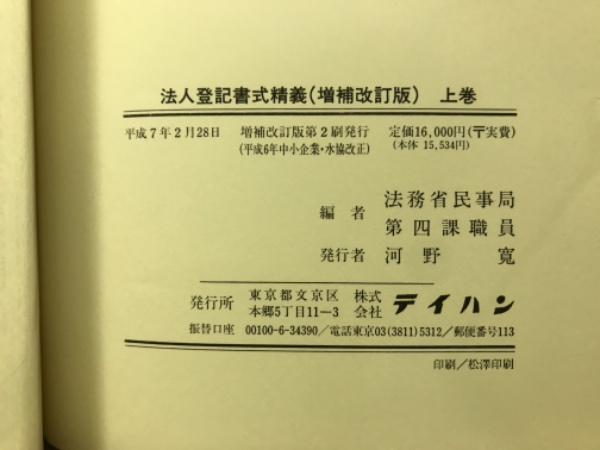 法人登記書式精義(増補改訂版) 上巻
平成7年2月28日 増補改訂版第2刷発行 定価16,000円(〒実費)
(平成6年中小企業・水協改正) (本体 15,534円)
編者 法務省民事局
第四課職員
発行者 河野 寛
発行所 東京都文京区 株式 テイハン
本郷5丁目11―3 会社
振替口座 00100-6-34390/電話東京03(3811)5312/郵便番号113
印刷/松澤印刷